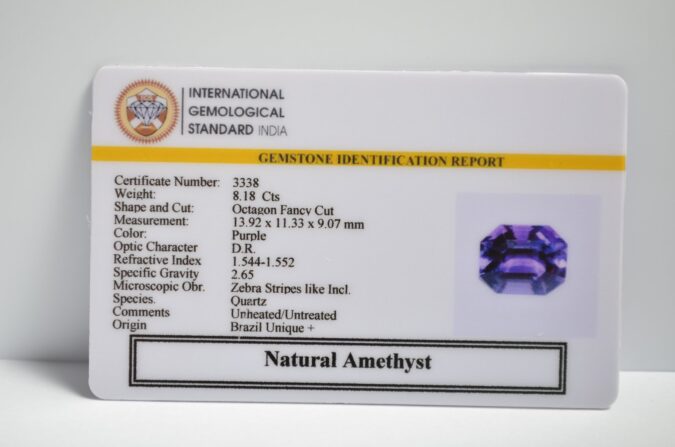 INTERNATIONAL
GEMOLOGICAL
STANDARD INDIA
GEMSTONE IDENTIFICATION REPORT
Certificate Number: 3338
Weight: 8.18 Cts
Shape and Cut: Octagon Fancy Cut
Measurement: 13.92 x 11.33 x 9.07 mm
Color: Purple
Optic Character D.R.
Refractive Index 1.544-1.552
Specific Gravity 2.65
Microscopic Obr. Zebra Stripes like Incl.
Species. Quartz
Comments Unheated/Untreated
Origin Brazil Unique +
Natural Amethyst